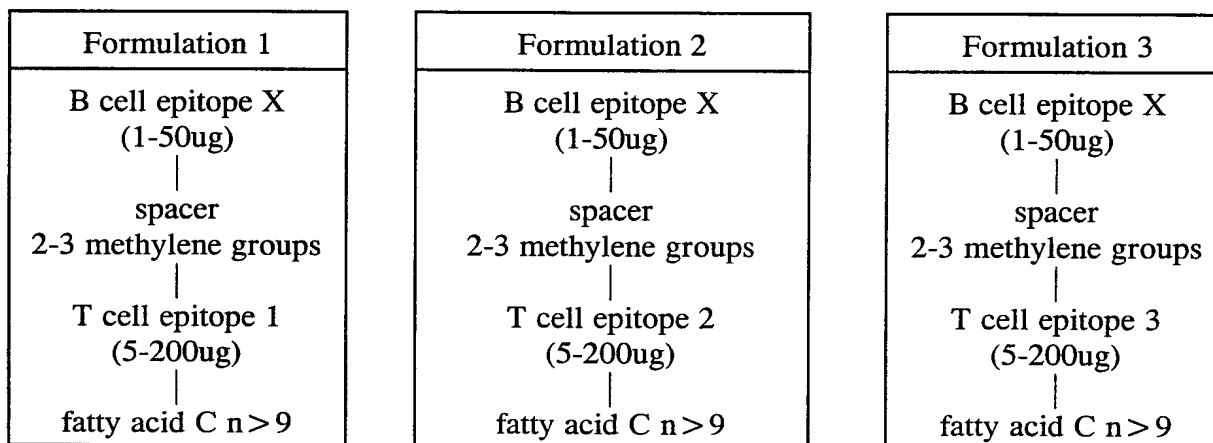 Formulation 1
B cell epitope X
(1-50ug)
spacer
2-3 methylene groups
T cell epitope 1
(5-200ug)
fatty acid C n>9
Formulation 2
B cell epitope X
(1-50ug)
spacer
2-3 methylene groups
T cell epitope 2
(5-200ug)
fatty acid C n>9
Formulation 3
B cell epitope X
(1-50ug)
spacer
2-3 methylene groups
T cell epitope 3
(5-200ug)
fatty acid C n>9